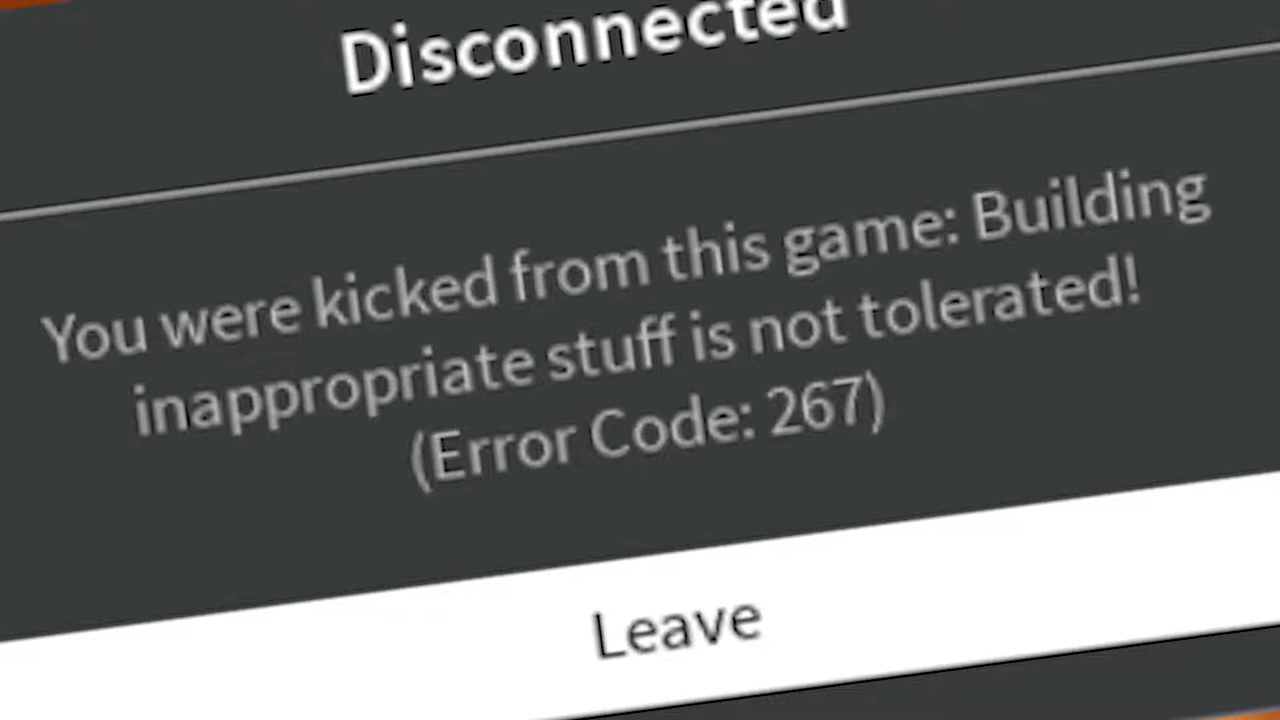 Disconnected
You were kicked from this game: Building
inappropriate stuff is not tolerated!
(Error Code: 267)
Leave